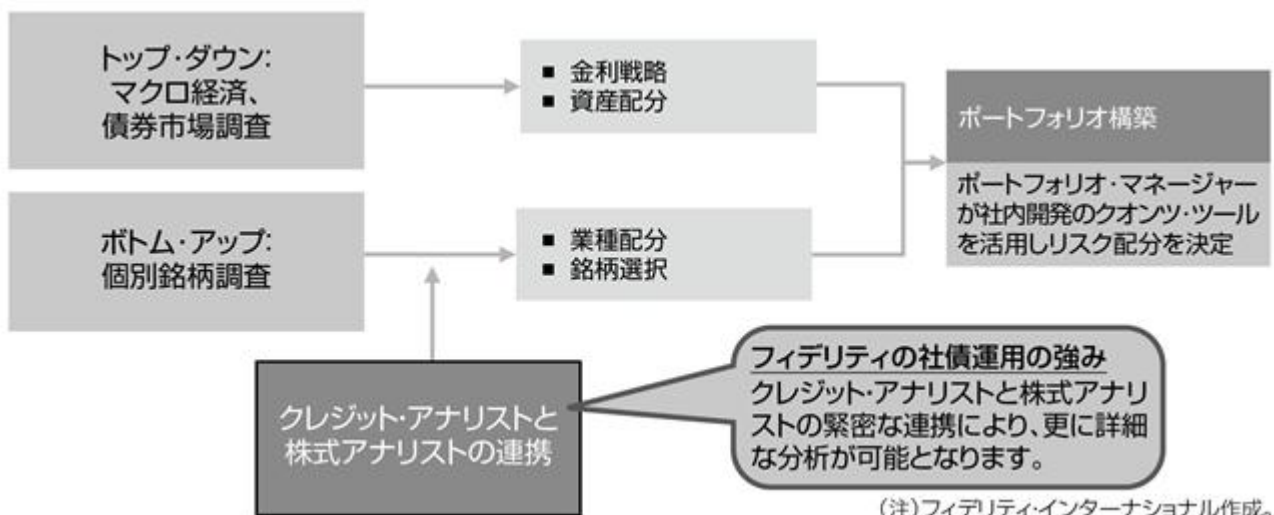 トップ・ダウン:
マクロ経済、
債券市場調査
■ 金利戦略
■ 資産配分
ポートフォリオ構築
ポートフォリオ・マネージャー
が社内開発のクオンツ・ツール
を活用しリスク配分を決定
ボトム・アップ:
個別銘柄調査
■ 業種配分
■ 銘柄選択
クレジット・アナリストと
株式アナリストの連携
フィデリティの社債運用の強み
クレジット・アナリストと株式アナリ
ストの緊密な連携により、更に詳細
な分析が可能となります。
(注)フィデリティ・インターナショナル作成。